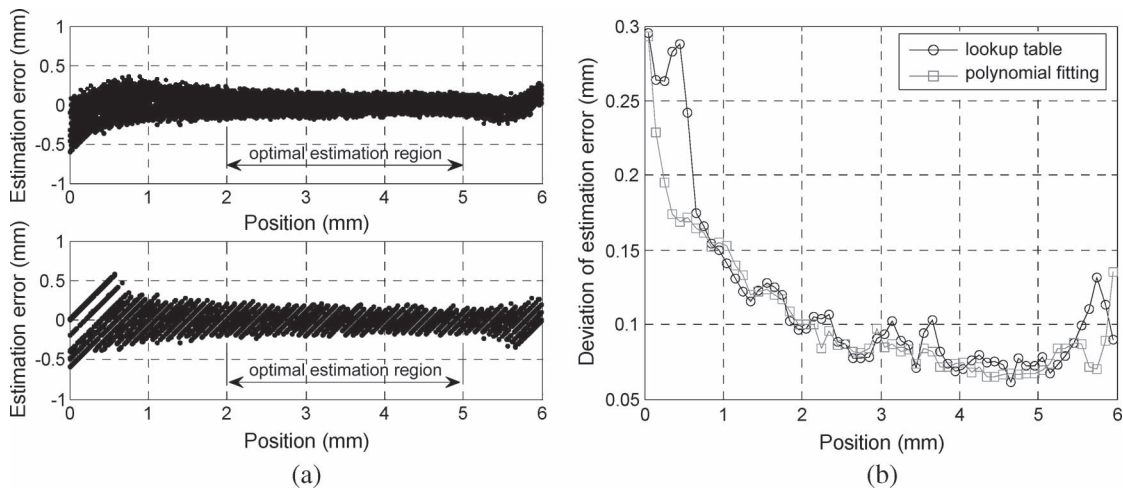 Estimation error (mm)
1
0.5
0
-0.5
-1
optimal estimation region
0 1 2 3 4 5 6
Position (mm)
Estimation error (mm)
1
0.5
0
-0.5
-1
optimal estimation region
0 1 2 3 4 5 6
Position (mm)
(a)
Deviation of estimation error (mm)
0.3
0.25
0.2
0.15
0.1
0.05
lookup table
polynomial fitting
0 1 2 3 4 5 6
Position (mm)
(b)